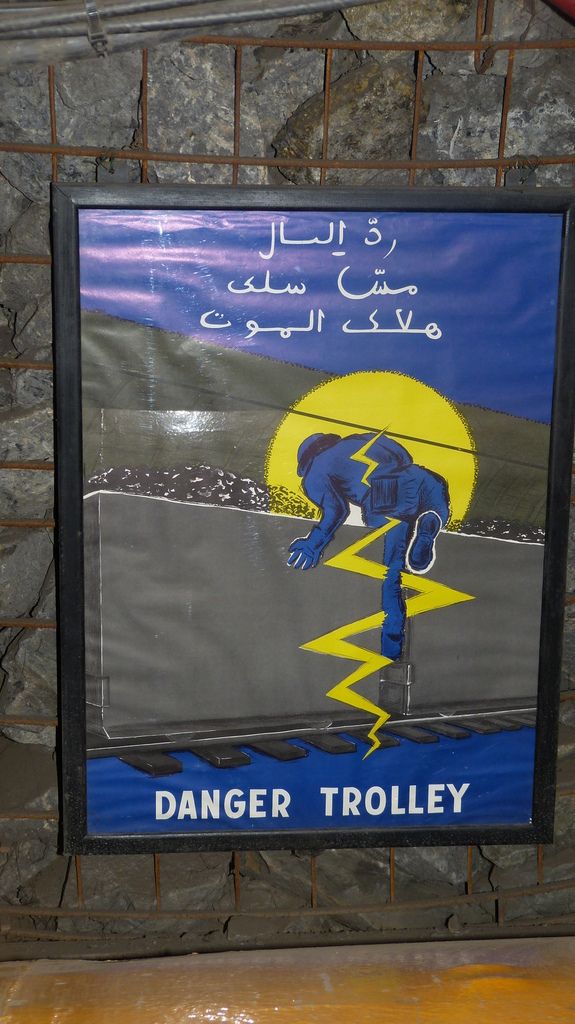 ردّ البال
مسّ سلك
هلاك الموت
DANGER TROLLEY